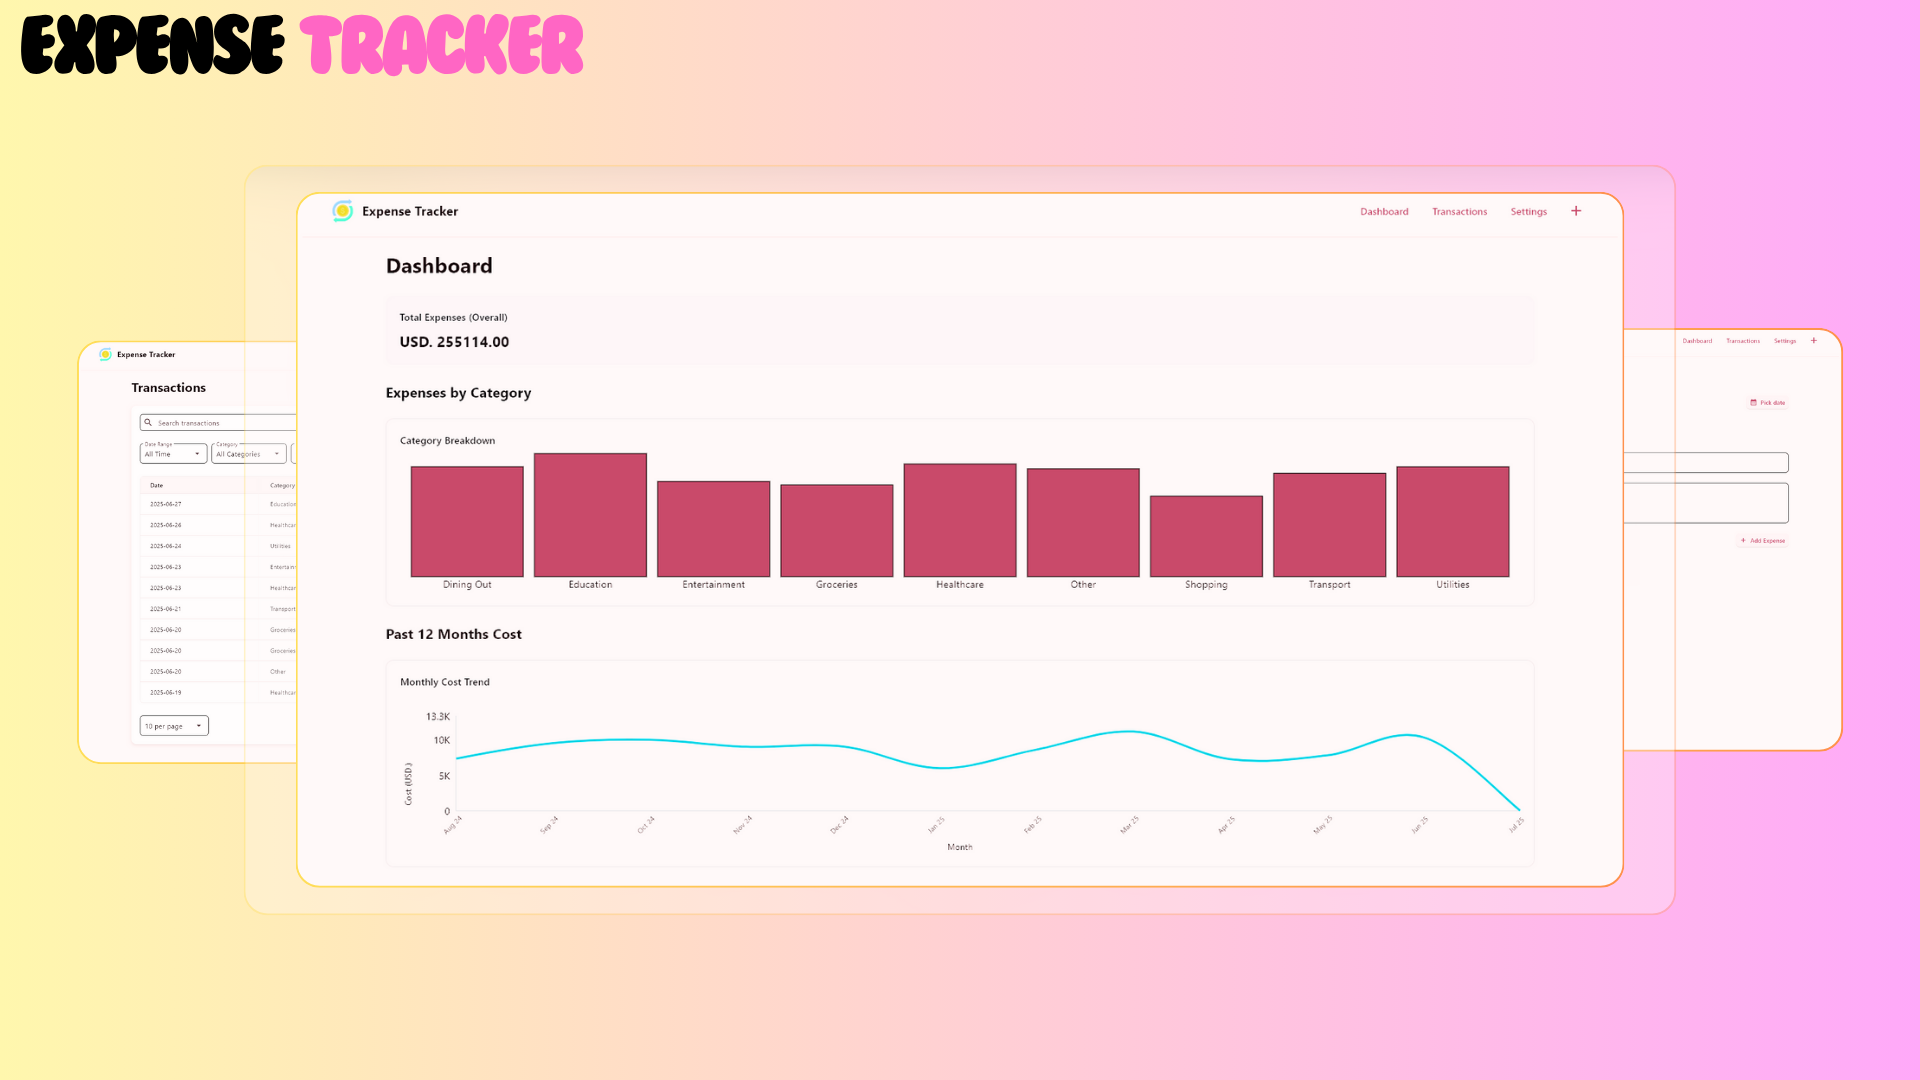 EXPENSE TRACKER
Expense Tracker
Dashboard Transactions Settings +
Dashboard
Total Expenses (Overall)
USD. 255114.00
Expenses by Category
Category Breakdown
Dining Out Education Entertainment Groceries Healthcare Other Shopping Transport Utilities
Past 12 Months Cost
Monthly Cost Trend
13.3K
10K
5K
0
Cost (USD.)
Aug 24 Sep 24 Oct 24 Nov 24 Dec 24 Jan 25 Feb 25 Mar 25 Apr 25 May 25 Jun 25 Jul 25
Month
Expense Tracker
Transactions
Search transactions
Date Range Category
All Time All Categories
Date Category
2025-06-27 Education
2025-06-26
2025-06-24 Utilities
2025-06-23
2025-06-23
2025-06-21 Transport
2025-06-20 Groceries
2025-06-20 Groceries
2025-06-20 Other
2025-06-19
10 per page
Dashboard Transactions Settings +
Pick date
+ Add Expense